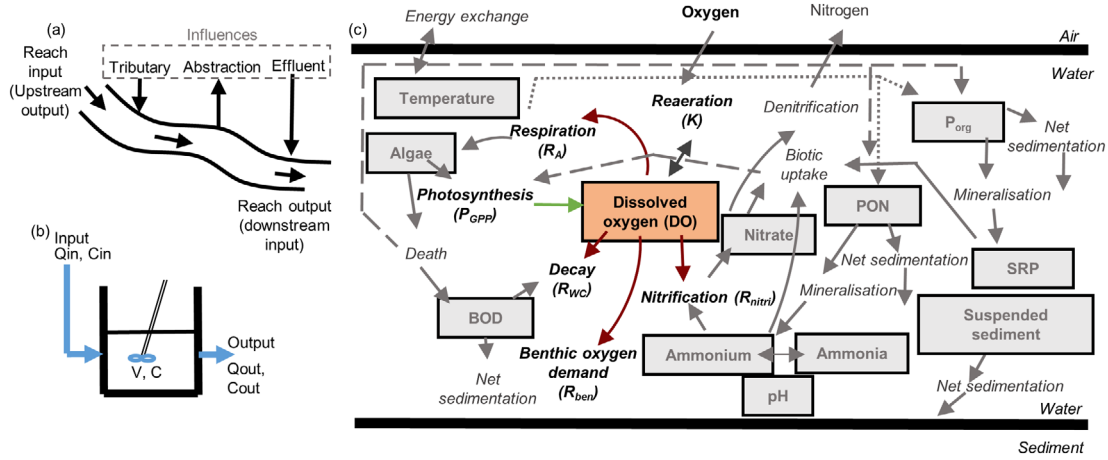 (a)
Influences
Reach
input
(Upstream
output)
Tributary
Abstraction
Effluent
Reach output
(downstream
input)
(b)
Input
Qin, Cin
V, C
Output
Qout,
Cout
(c)
Energy exchange
Oxygen
Nitrogen
Air
Water
Temperature
Reaeration
(K)
Denitrification
Porg
Net
sedimentation
Respiration
(RA)
Algae
Biotic
uptake
Photosynthesis
(PGPP)
Dissolved
oxygen (DO)
PON
Mineralisation
Nitrate
Death
Decay
(RWC)
Net sedimentation
SRP
Nitrification (Rnitri)
Mineralisation
BOD
Suspended
sediment
Benthic oxygen
demand
(Rben)
Ammonium
Ammonia
Net
sedimentation
pH
Net sedimentation
Water
Sediment